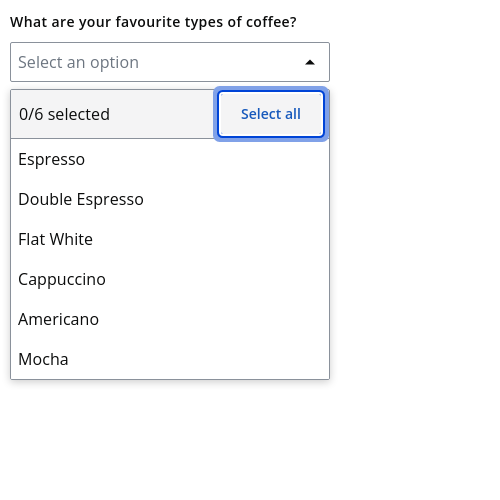 What are your favourite types of coffee?
Select an option
0/6 selected Select all
Espresso
Double Espresso
Flat White
Cappuccino
Americano
Mocha